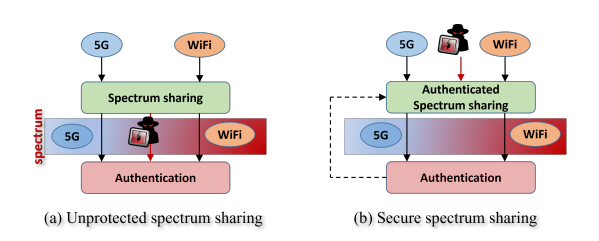 5G
WiFi
Spectrum sharing
spectrum
5G
WiFi
Authentication
(a) Unprotected spectrum sharing
5G
WiFi
Authenticated
Spectrum sharing
5G
WiFi
Authentication
(b) Secure spectrum sharing